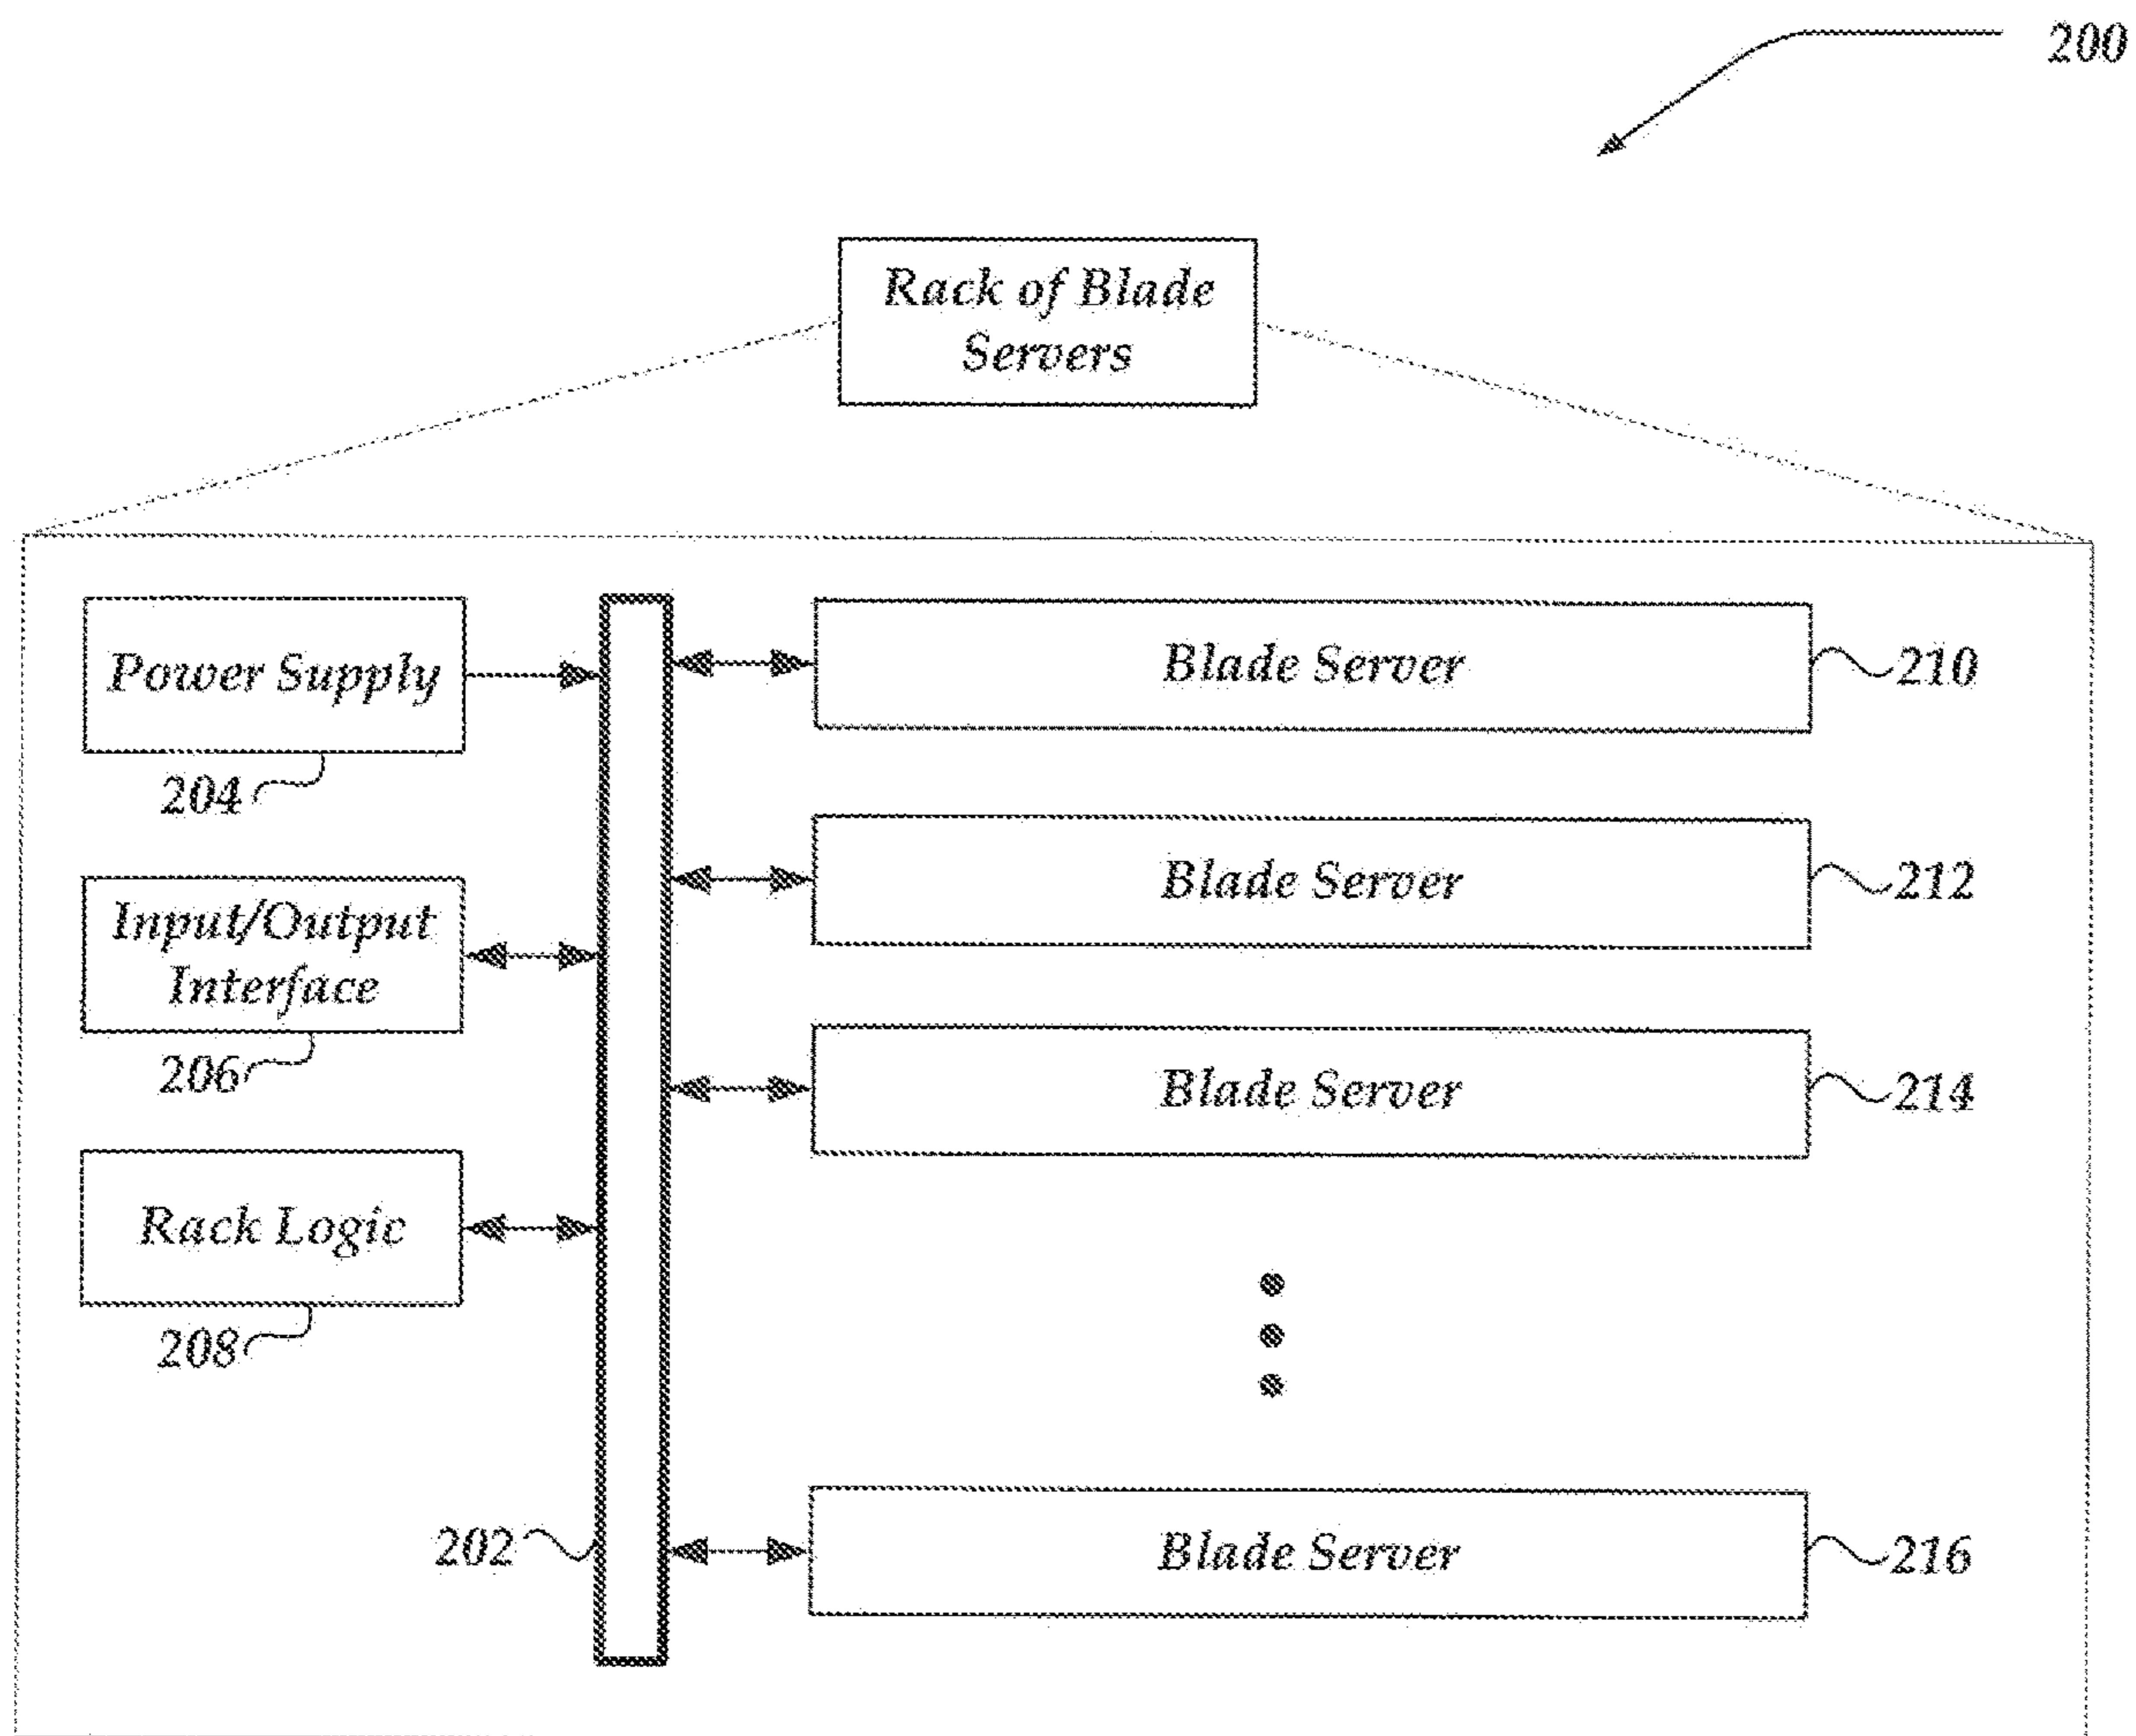 200
Rack of Blade
Servers
Power Supply
204
Input/Output
Interface
206
Rack Logic
208
202
Blade Server
210
Blade Server
212
Blade Server
214
Blade Server
216